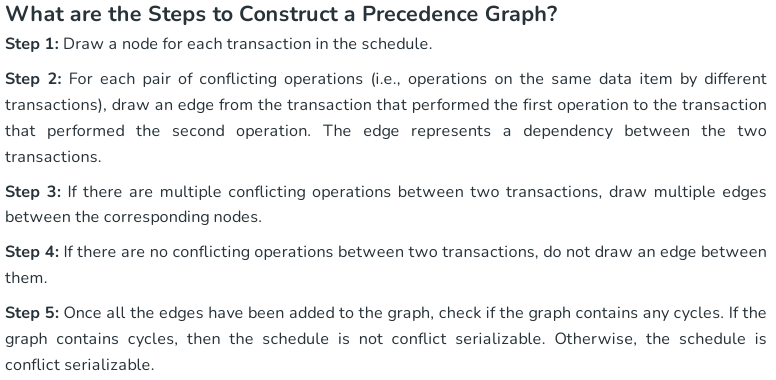 What are the Steps to Construct a Precedence Graph?
Step 1: Draw a node for each transaction in the schedule.
Step 2: For each pair of conflicting operations (i.e., operations on the same data item by different
transactions), draw an edge from the transaction that performed the first operation to the transaction
that performed the second operation. The edge represents a dependency between the two
transactions.
Step 3: If there are multiple conflicting operations between two transactions, draw multiple edges
between the corresponding nodes.
Step 4: If there are no conflicting operations between two transactions, do not draw an edge between
them.
Step 5: Once all the edges have been added to the graph, check if the graph contains any cycles. If the
graph contains cycles, then the schedule is not conflict serializable. Otherwise, the schedule is
conflict serializable.